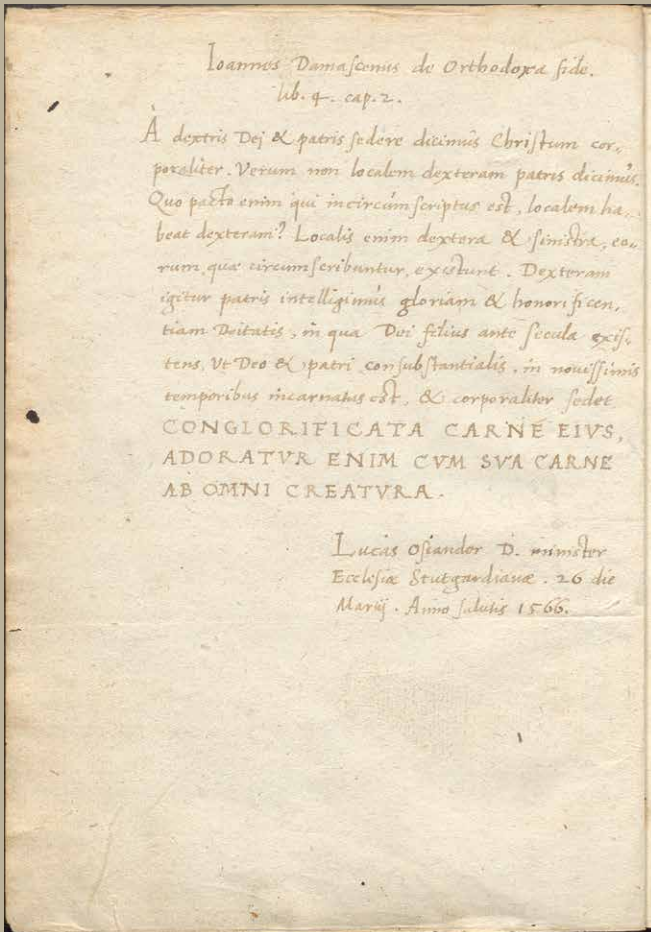 Ioannes Damascenus de Orthodoxa fide.
lib. 4. cap. 2.
À dextris Dej & patris sedere dicimus Christum cor,,
poraliter. Verum non localem dexteram patris dicimus.
Quo pacto enim qui incircumscriptus est, localem ha,,
beat dexteram? Localis enim dextera & sinistra, eo,,
rum, quæ circumscribuntur, existunt. Dexteram
igitur patris intelligimus gloriam & honorificen,,
tiam Deitatis, in qua Dei filius ante secula exis,,
tens, Vt Deo & patri consubstantialis, in nouissimis
temporibus incarnatus est, & corporaliter sedet
CONGLORIFICATA CARNE EIVS,
ADORATVR ENIM CVM SVA CARNE
AB OMNI CREATVRA.
Lucas Osiander D. minister
Ecclesiæ Stutgardianæ. 26 die
Martij. Anno salutis 1566.